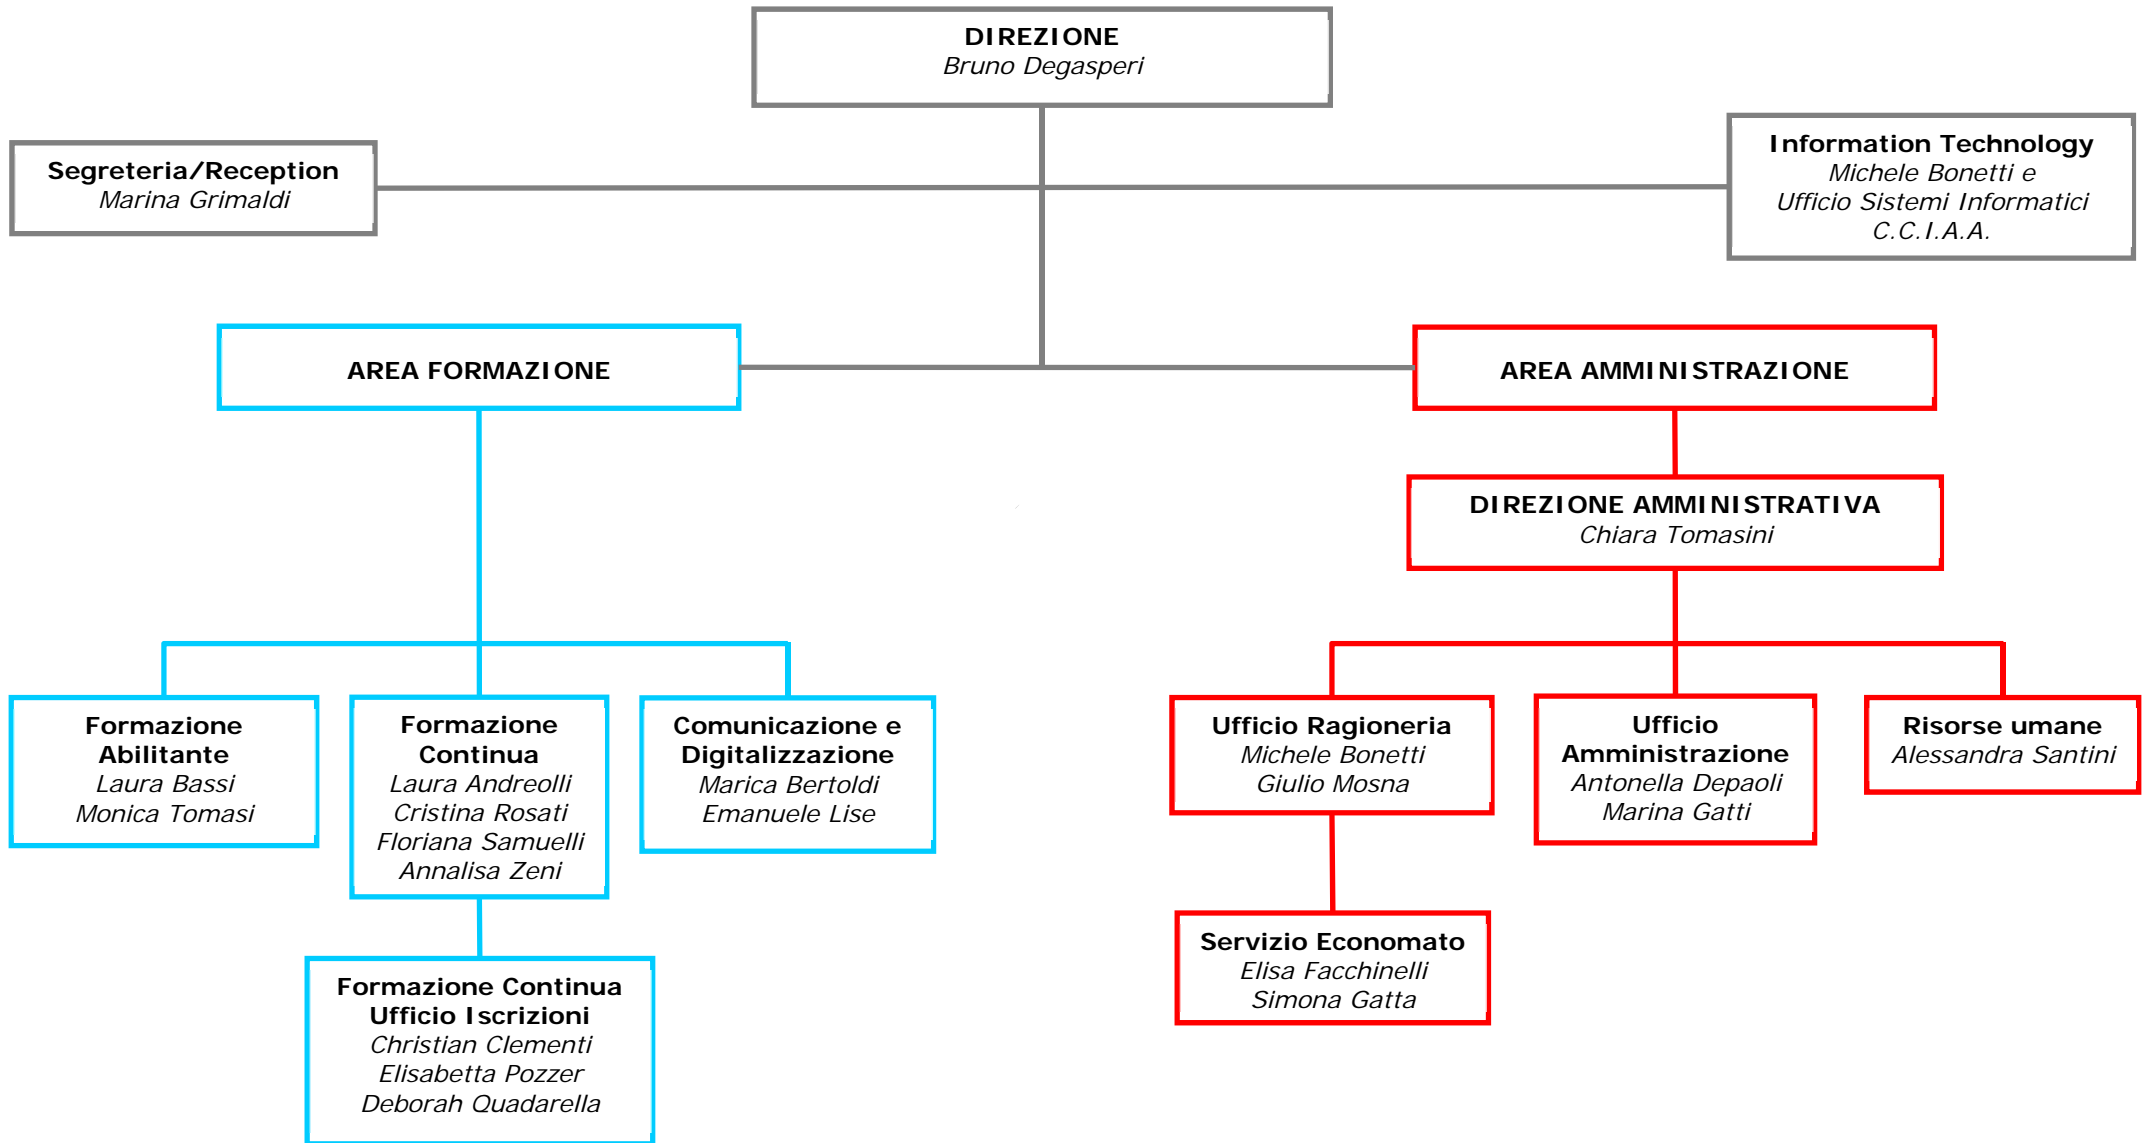 DIREZIONE
Bruno Degasperi
Segreteria/Reception
Marina Grimaldi
Information Technology
Michele Bonetti e
Ufficio Sistemi Informatici
C.C.I.A.A.
AREA FORMAZIONE
AREA AMMINISTRAZIONE
DIREZIONE AMMINISTRATIVA
Chiara Tomasini
Formazione
Abilitante
Laura Bassi
Monica Tomasi
Formazione
Continua
Laura Andreolli
Cristina Rosati
Floriana Samuelli
Annalisa Zeni
Comunicazione e
Digitalizzazione
Marica Bertoldi
Emanuele Lise
Ufficio Ragioneria
Michele Bonetti
Giulio Mosna
Ufficio
Amministrazione
Antonella Depaoli
Marina Gatti
Risorse umane
Alessandra Santini
Formazione Continua
Ufficio Iscrizioni
Christian Clementi
Elisabetta Pozzer
Deborah Quadarella
Servizio Economato
Elisa Facchinelli
Simona Gatta